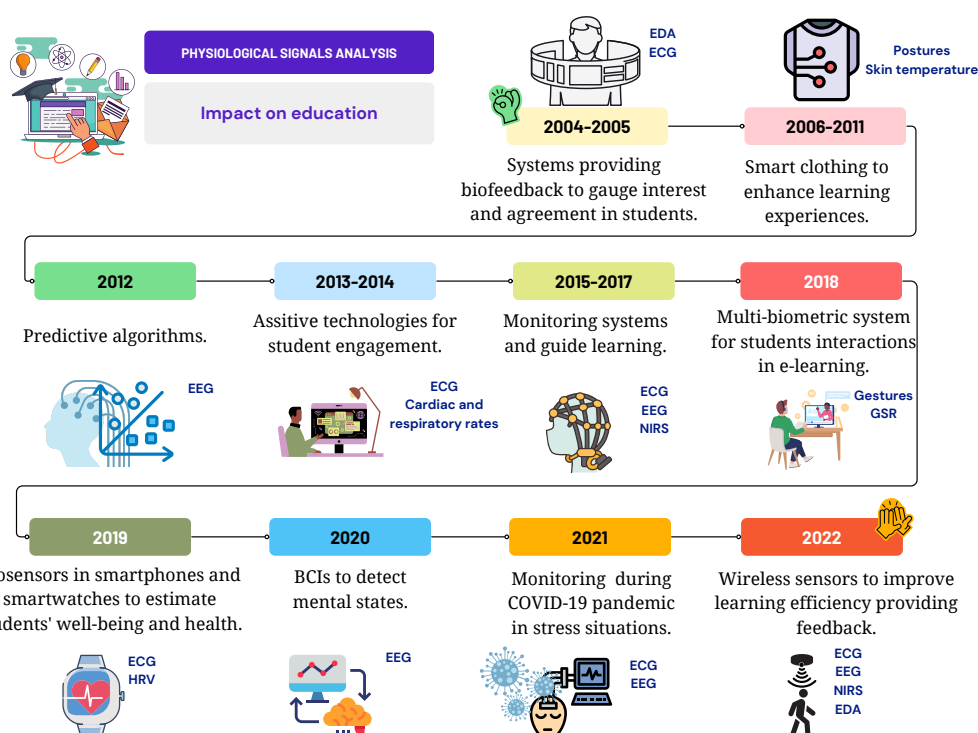 PHYSIOLOGICAL SIGNALS ANALYSIS
Impact on education
EDA
ECG
2004-2005
Systems providing
biofeedback to gauge interest
and agreement in students.
Postures
Skin temperature
2006-2011
Smart clothing to
enhance learning
experiences.
2012
Predictive algorithms.
EEG
2013-2014
Assitive technologies for
student engagement.
ECG
Cardiac and
respiratory rates
2015-2017
Monitoring systems
and guide learning.
ECG
EEG
NIRS
2018
Multi-biometric system
for students interactions
in e-learning.
Gestures
GSR
2019
osensors in smartphones and
smartwatches to estimate
dents' well-being and health.
ECG
HRV
2020
BCIs to detect
mental states.
EEG
2021
Monitoring during
COVID-19 pandemic
in stress situations.
ECG
EEG
2022
Wireless sensors to improve
learning efficiency providing
feedback.
ECG
EEG
NIRS
EDA